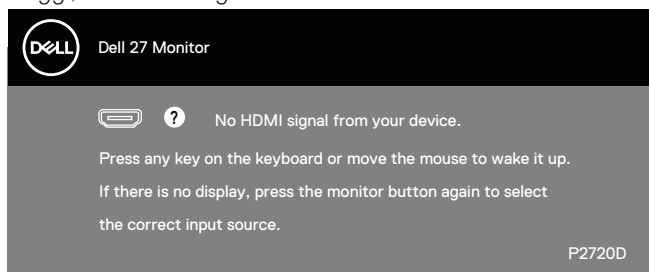 DELL
Dell 27 Monitor
? No HDMI signal from your device.
Press any key on the keyboard or move the mouse to wake it up.
If there is no display, press the monitor button again to select
the correct input source.
P2720D